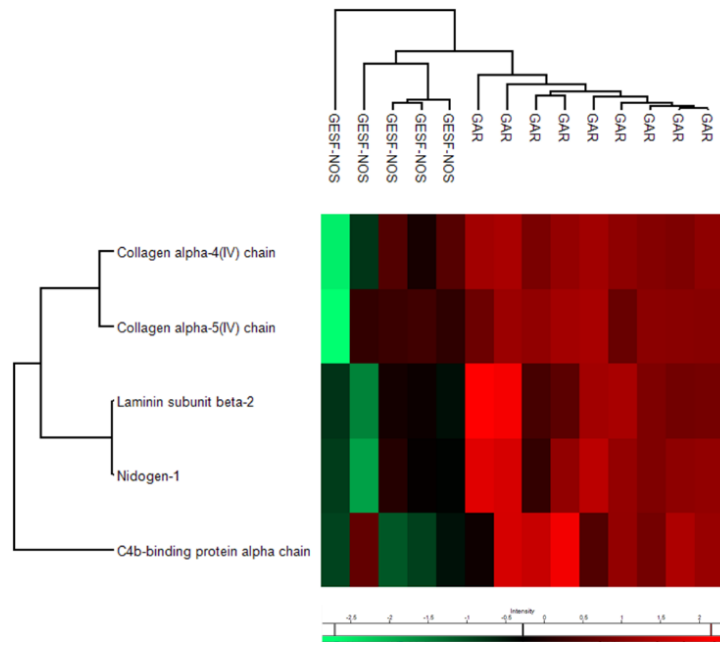 GESF-NOS GESF-NOS GESF-NOS GESF-NOS GESF-NOS GAR GAR GAR GAR GAR GAR GAR GAR GAR
Collagen alpha-4(IV) chain
Collagen alpha-5(IV) chain
Laminin subunit beta-2
Nidogen-1
C4b-binding protein alpha chain
Intensity
-2,5 -2 -1,5 -1 -0,5 0 0,5 1 1,5 2